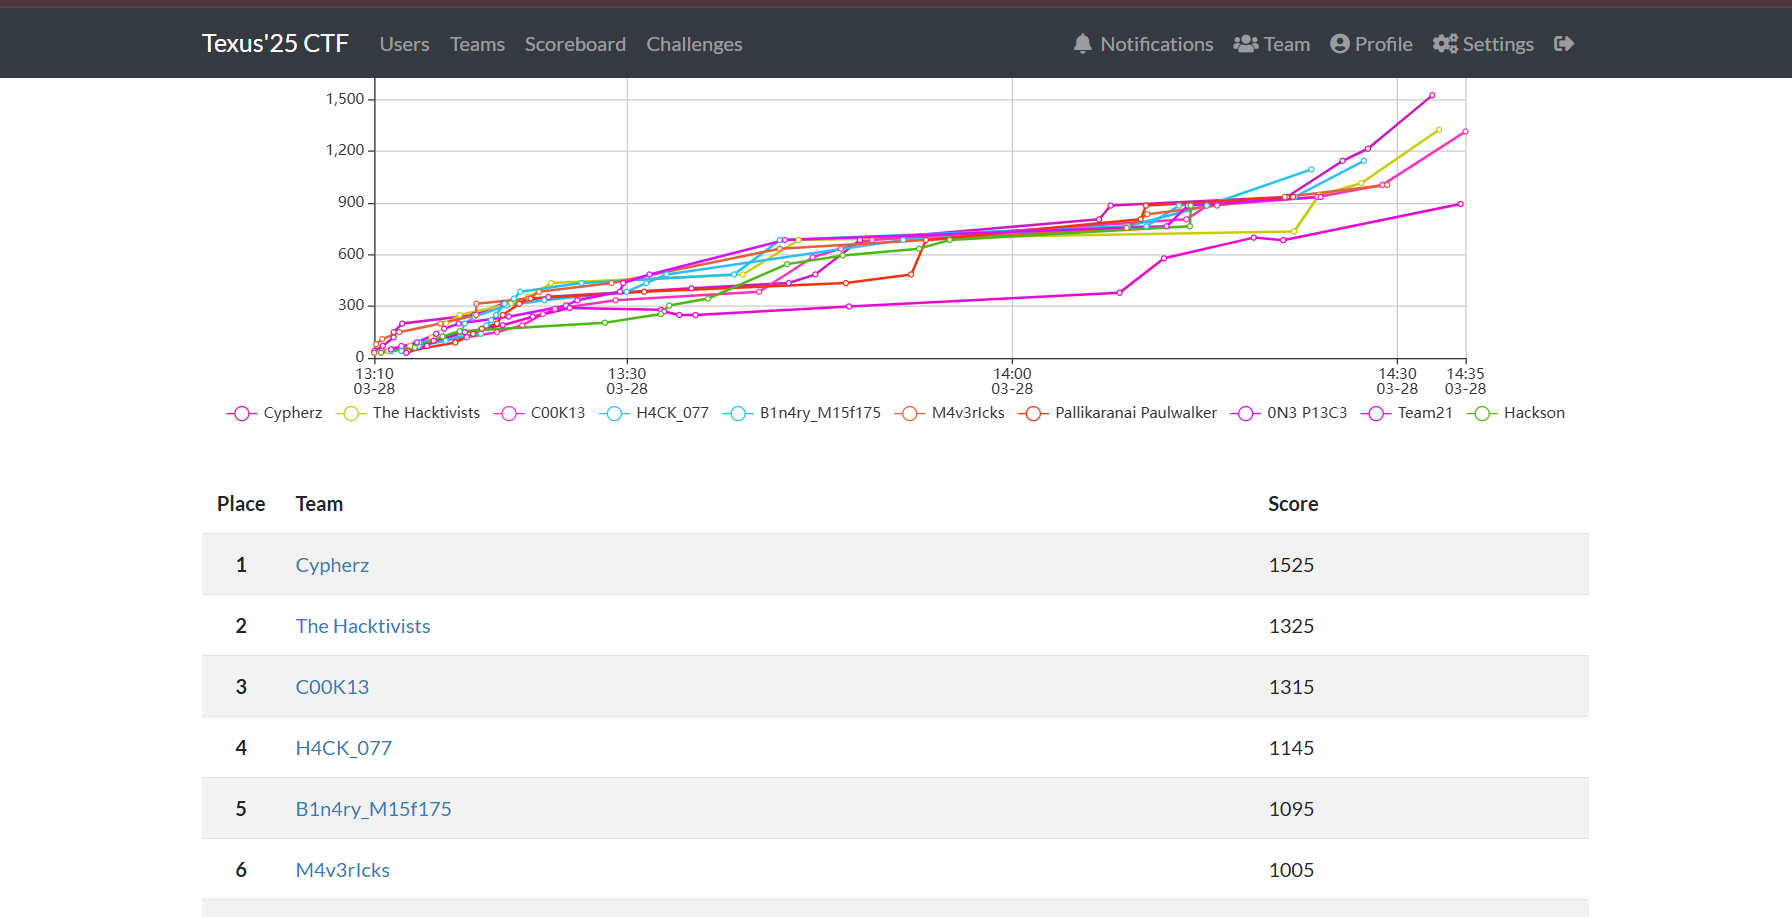 Texus'25 CTF Users Teams Scoreboard Challenges Notifications Team Profile Settings
1,500
1,200
900
600
300
0
13:10 13:30 14:00 14:30 14:35
03-28 03-28 03-28 03-28 03-28
Cypherz The Hacktivists C00K13 H4CK_077 B1n4ry_M15f175 M4v3rIcks Pallikaranai Paulwalker 0N3 P13C3 Team21 Hackson
Place Team Score
1 Cypherz 1525
2 The Hacktivists 1325
3 C00K13 1315
4 H4CK_077 1145
5 B1n4ry_M15f175 1095
6 M4v3rIcks 1005